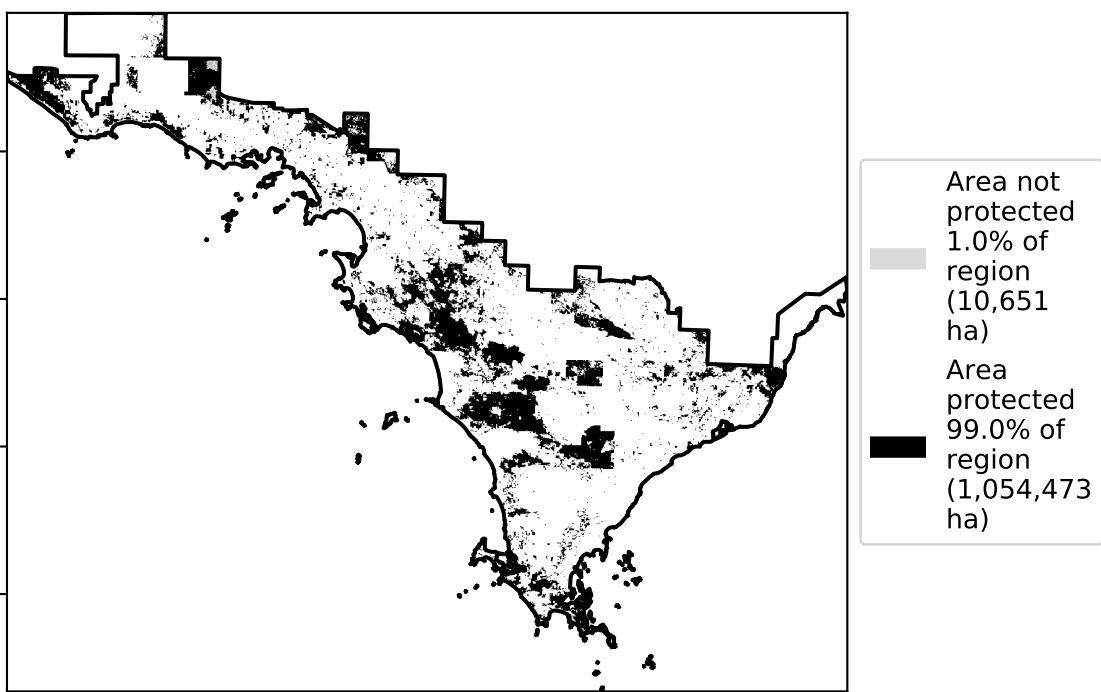 Area not
protected
1.0% of
region
(10,651
ha)
Area
protected
99.0% of
region
(1,054,473
ha)